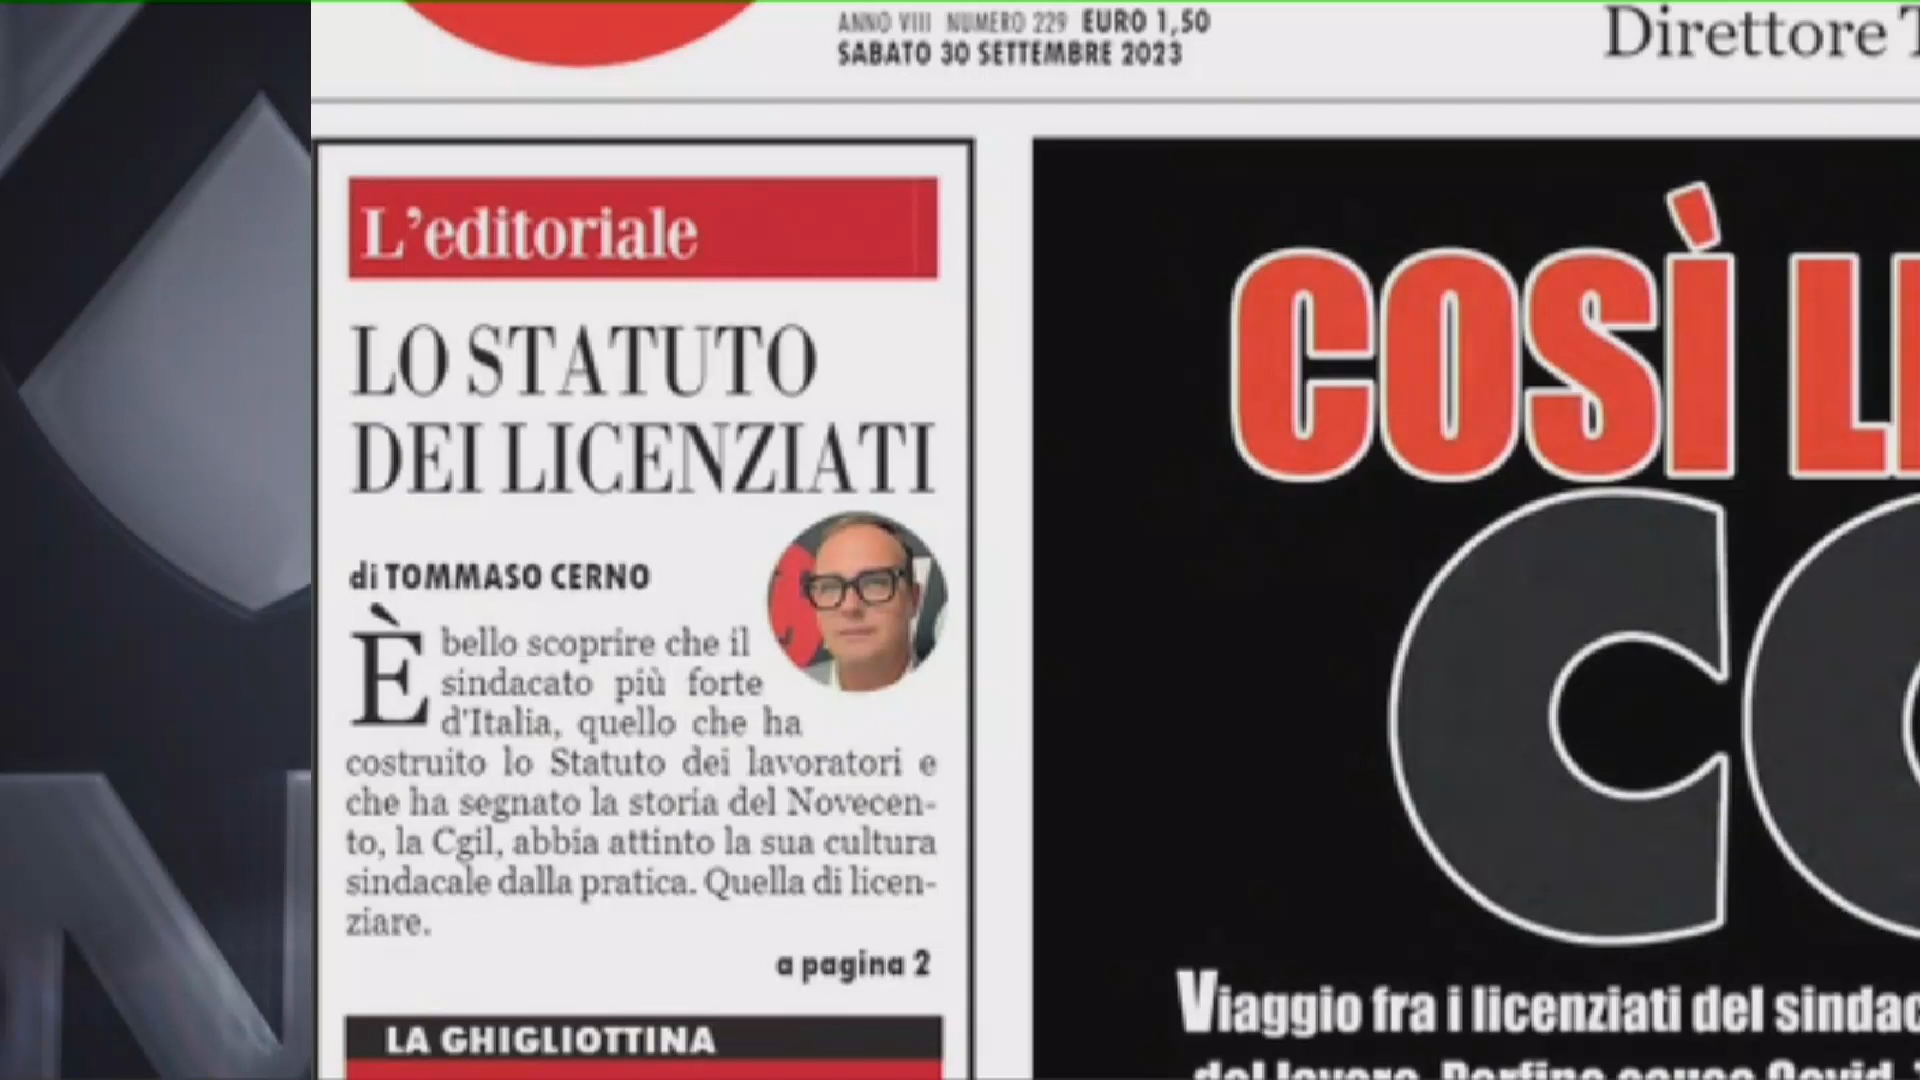 ANNO VIII NUMERO 229 EURO 1,50
SABATO 30 SETTEMBRE 2023
Direttore
L'editoriale
LO STATUTO
DEI LICENZIATI
di TOMMASO CERNO
È bello scoprire che il
sindacato più forte
d'Italia, quello che ha
costruito lo Statuto dei lavoratori e
che ha segnato la storia del Novecen-
to, la Cgil, abbia attinto la sua cultura
sindacale dalla pratica. Quella di licen-
ziare.
a pagina 2
LA GHIGLIOTTINA
COSÌ
Viaggio fra i licenziati del